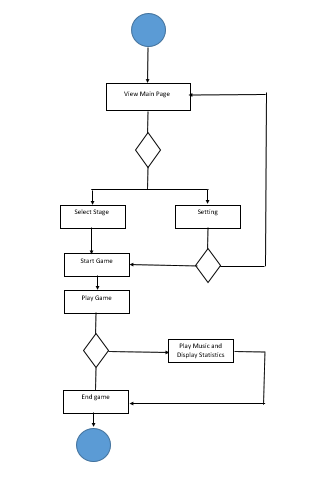 View Main Page
Select Stage
Setting
Start Game
Play Game
Play Music and
Display Statistics
End game